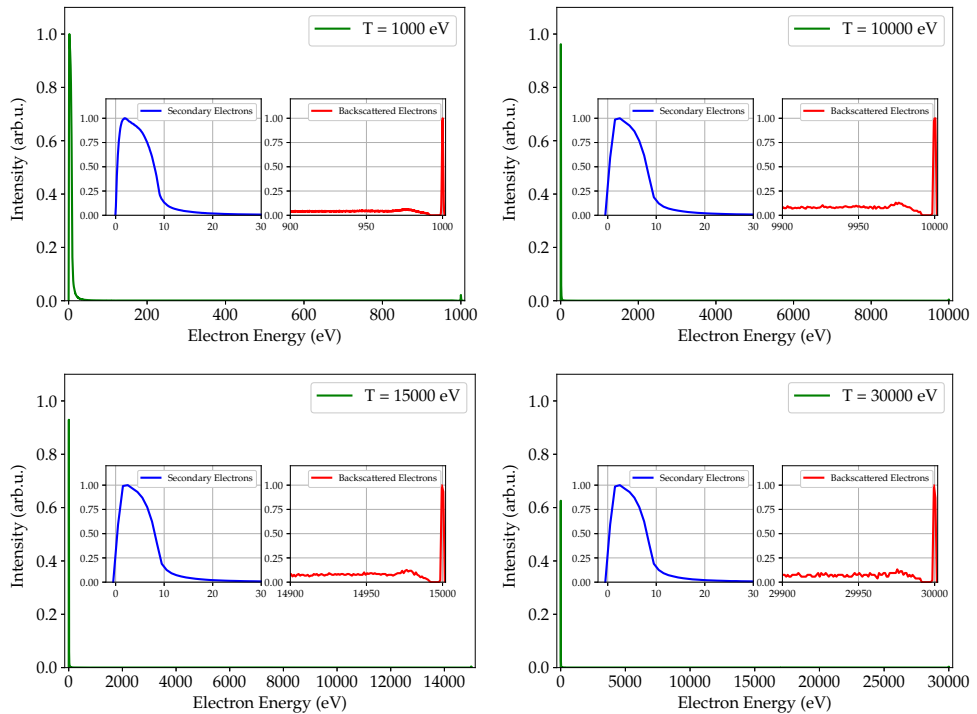 T = 1000 eV
Intensity (arb.u.)
1.0
0.8
0.6
0.4
0.2
0.0
Secondary Electrons
1.00
0.75
0.50
0.25
0.00
0 10 20 30
Backscattered Electrons
1.00
0.75
0.50
0.25
0.00
900 950 1000
0 200 400 600 800 1000
Electron Energy (eV)
T = 10000 eV
Intensity (arb.u.)
1.0
0.8
0.6
0.4
0.2
0.0
Secondary Electrons
1.00
0.75
0.50
0.25
0.00
0 10 20 30
Backscattered Electrons
1.00
0.75
0.50
0.25
0.00
9900 9950 10000
0 2000 4000 6000 8000 10000
Electron Energy (eV)
T = 15000 eV
Intensity (arb.u.)
1.0
0.8
0.6
0.4
0.2
0.0
Secondary Electrons
1.00
0.75
0.50
0.25
0.00
0 10 20 30
Backscattered Electrons
1.00
0.75
0.50
0.25
0.00
14900 14950 15000
0 2000 4000 6000 8000 10000 12000 14000
Electron Energy (eV)
T = 30000 eV
Intensity (arb.u.)
1.0
0.8
0.6
0.4
0.2
0.0
Secondary Electrons
1.00
0.75
0.50
0.25
0.00
0 10 20 30
Backscattered Electrons
1.00
0.75
0.50
0.25
0.00
29900 29950 30000
0 5000 10000 15000 20000 25000 30000
Electron Energy (eV)